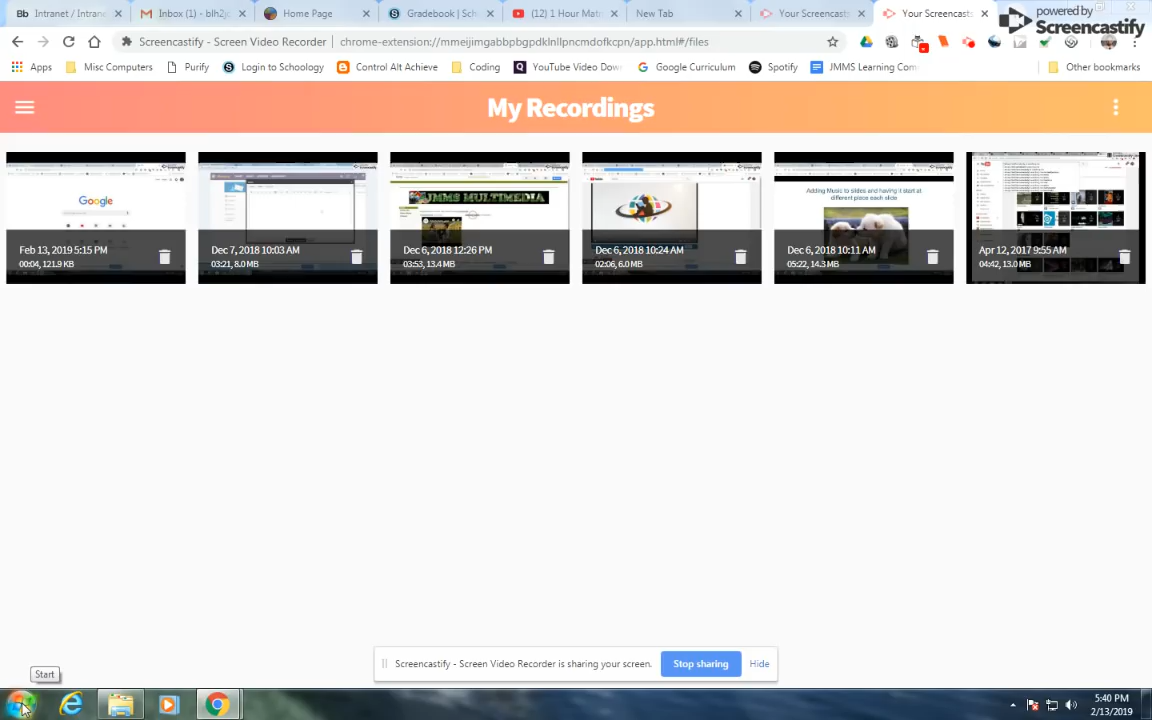 Bb Intranet / Intrane
Inbox (1) - blh2j
Home Page
Gradebook | Sch
(12) 1 Hour Mat
New Tab
Your Screencasts
Your Screencasts
powered by
Screencastify
Screencastify - Screen Video Recorder | chrome-extension://mmeijimgabbpbgpdklnllpncmdofkcpn/app.html#/files
Apps
Misc Computers
Purify
Login to Schoology
Control Alt Achieve
Coding
YouTube Video Dow
Google Curriculum
Spotify
JMMS Learning Com
Other bookmarks
My Recordings
Google
JMMS MULTIMEDIA
Adding Music to slides and having it start at
different place each slide
Feb 13, 2019 5:15 PM
00:04, 121.9 KB
Dec 7, 2018 10:03 AM
03:21, 8.0 MB
Dec 6, 2018 12:26 PM
03:53, 13.4 MB
Dec 6, 2018 10:24 AM
02:06, 6.0 MB
Dec 6, 2018 10:11 AM
05:22, 14.3 MB
Apr 12, 2017 9:55 AM
04:42, 13.0 MB
Screencastify - Screen Video Recorder is sharing your screen.
Stop sharing
Hide
Start
5:40 PM
2/13/2019